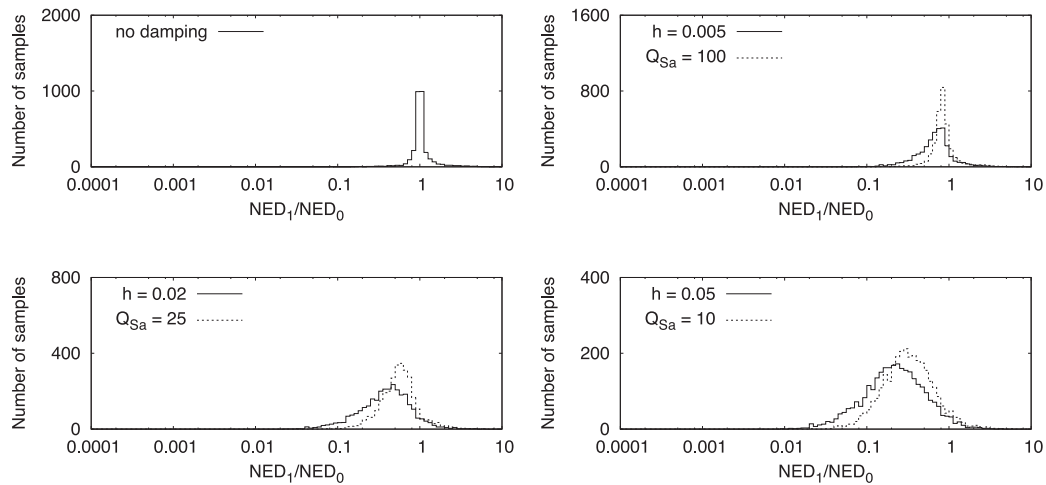 Number of samples
2000
1000
0
no damping
0.0001 0.001 0.01 0.1 1 10
NED1/NED0
Number of samples
1600
800
0
h = 0.005
QSa = 100
0.0001 0.001 0.01 0.1 1 10
NED1/NED0
Number of samples
800
400
0
h = 0.02
QSa = 25
0.0001 0.001 0.01 0.1 1 10
NED1/NED0
Number of samples
400
200
0
h = 0.05
QSa = 10
0.0001 0.001 0.01 0.1 1 10
NED1/NED0